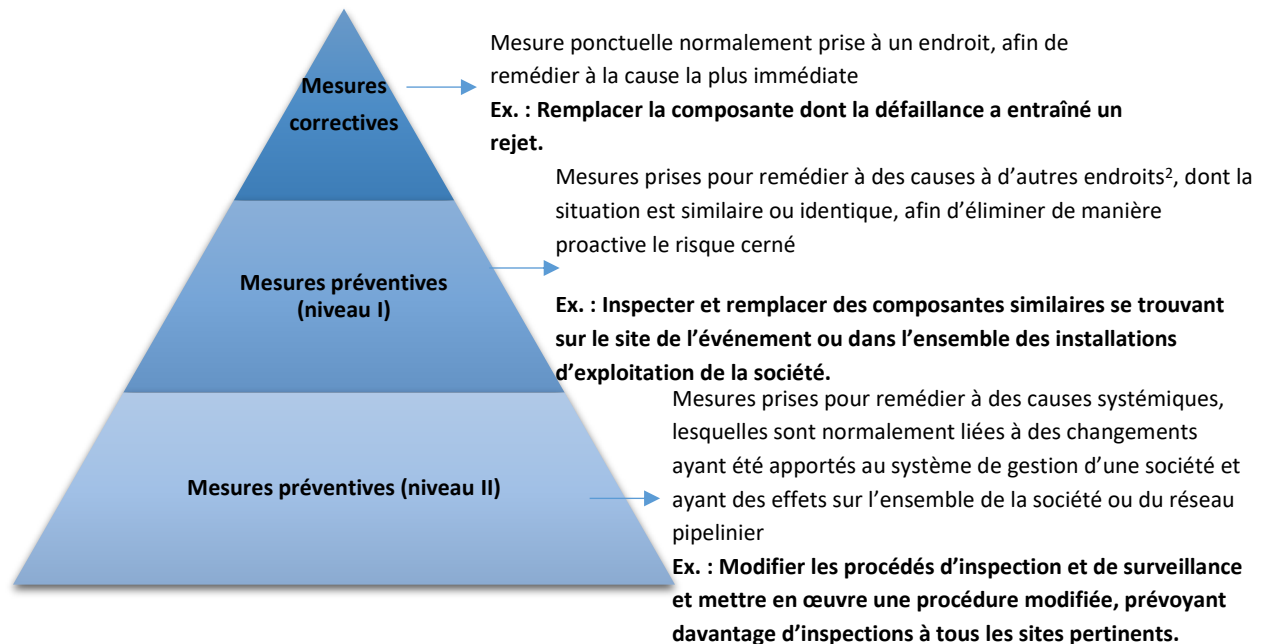 Mesures
correctives
Mesure ponctuelle normalement prise à un endroit, afin de
remédier à la cause la plus immédiate
Ex. : Remplacer la composante dont la défaillance a entraîné un
rejet.
Mesures préventives
(niveau I)
Mesures prises pour remédier à des causes à d’autres endroits², dont la
situation est similaire ou identique, afin d’éliminer de manière
proactive le risque cerné
Ex. : Inspecter et remplacer des composantes similaires se trouvant
sur le site de l’événement ou dans l’ensemble des installations
d’exploitation de la société.
Mesures préventives (niveau II)
Mesures prises pour remédier à des causes systémiques,
lesquelles sont normalement liées à des changements
ayant été apportés au système de gestion d’une société et
ayant des effets sur l’ensemble de la société ou du réseau
pipelinier
Ex. : Modifier les procédés d’inspection et de surveillance
et mettre en œuvre une procédure modifiée, prévoyant
davantage d’inspections à tous les sites pertinents.